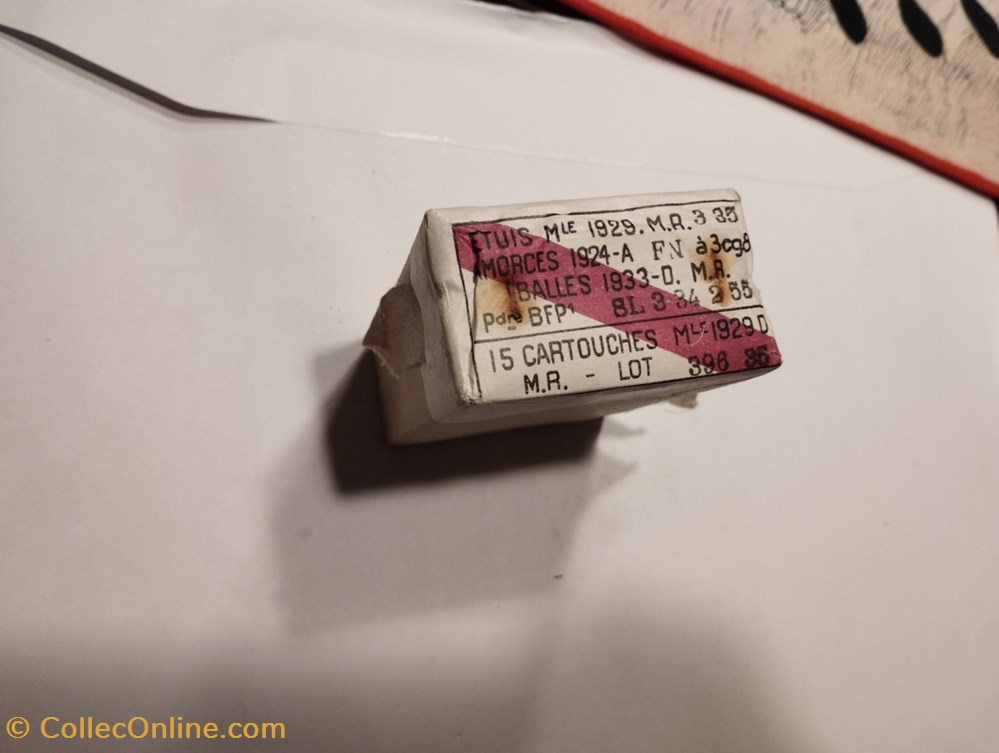 ETUIS MLE 1929. M.R. 3 35
AMORCES 1924-A FN à3cg8
BALLES 1933-D. M.R.
Pdre BFP1 8L 3 34 2 55
15 CARTOUCHES MLE 1929 D
M.R. - LOT 396 35
© CollecOnline.com